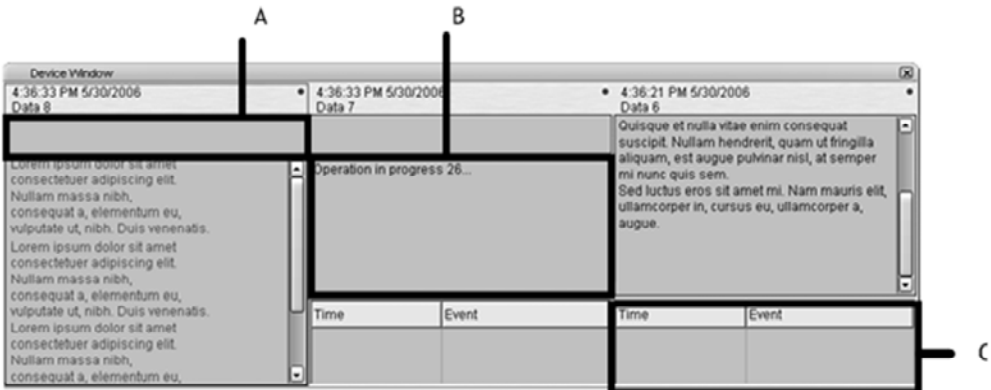 A
B
Device Window
4:36:33 PM 5/30/2006
Data 8
Lorem ipsum dolor sit amet
consectetuer adipiscing elit.
Nullam massa nibh,
consequat a, elementum eu,
vulputate ut, nibh. Duis venenatis.
Lorem ipsum dolor sit amet
consectetuer adipiscing elit.
Nullam massa nibh,
consequat a, elementum eu,
vulputate ut, nibh. Duis venenatis.
Lorem ipsum dolor sit amet
consectetuer adipiscing elit.
Nullam massa nibh,
consequat a, elementum eu,
4:36:33 PM 5/30/2006
Data 7
Operation in progress 26...
Time Event
4:36:21 PM 5/30/2006
Data 6
Quisque et nulla vitae enim consequat
suscipit. Nullam hendrerit, quam ut fringilla
aliquam, est augue pulvinar nisl, at semper
mi nunc quis sem.
Sed luctus eros sit amet mi. Nam mauris elit,
ullamcorper in, cursus eu, ullamcorper a,
augue.
Time Event
C